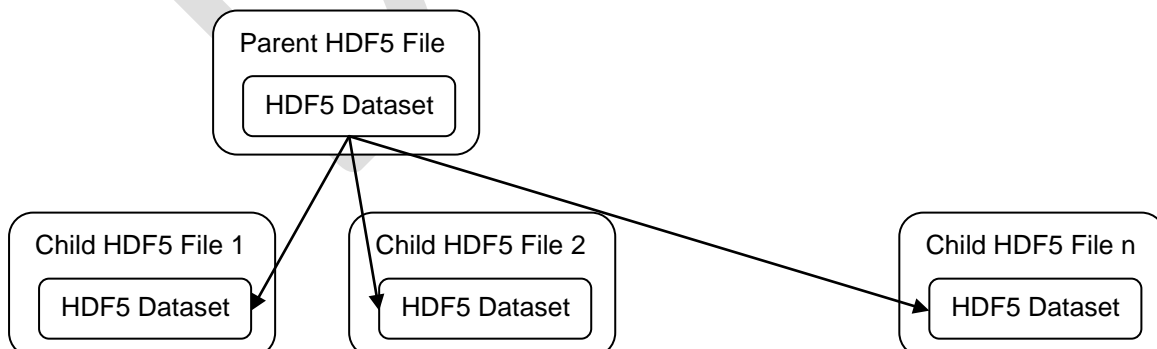 Parent HDF5 File
HDF5 Dataset
Child HDF5 File 1
Child HDF5 File 2
Child HDF5 File n
HDF5 Dataset
HDF5 Dataset
HDF5 Dataset